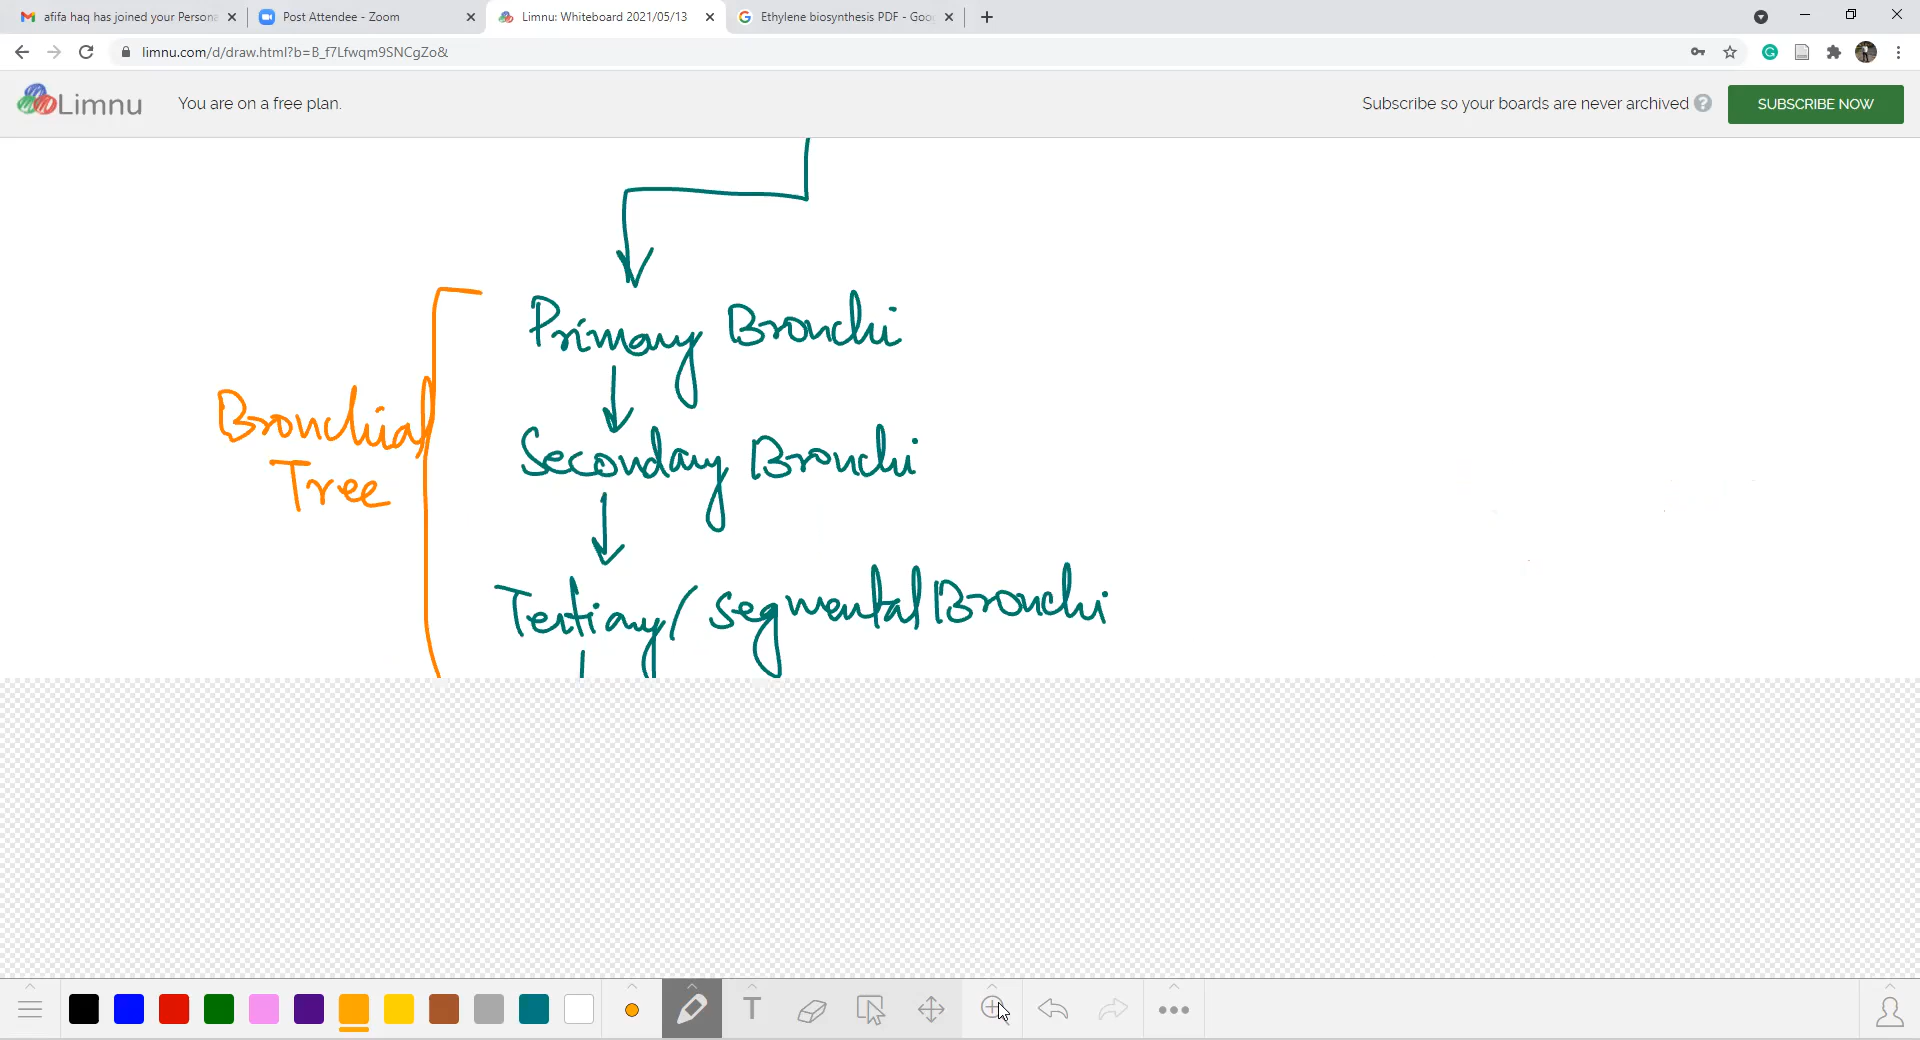 afifa haq has joined your Persona
Post Attendee - Zoom
Limnu: Whiteboard 2021/05/13
Ethylene biosynthesis PDF - Goo
limnu.com/d/draw.html?b=B_f7Lfwqm9SNCgZo&
Limnu
You are on a free plan.
Subscribe so your boards are never archived
?
SUBSCRIBE NOW
Primary Bronchi
Bronchial
Tree
Secondary Bronchi
Tertiary/segmental Bronchi
T